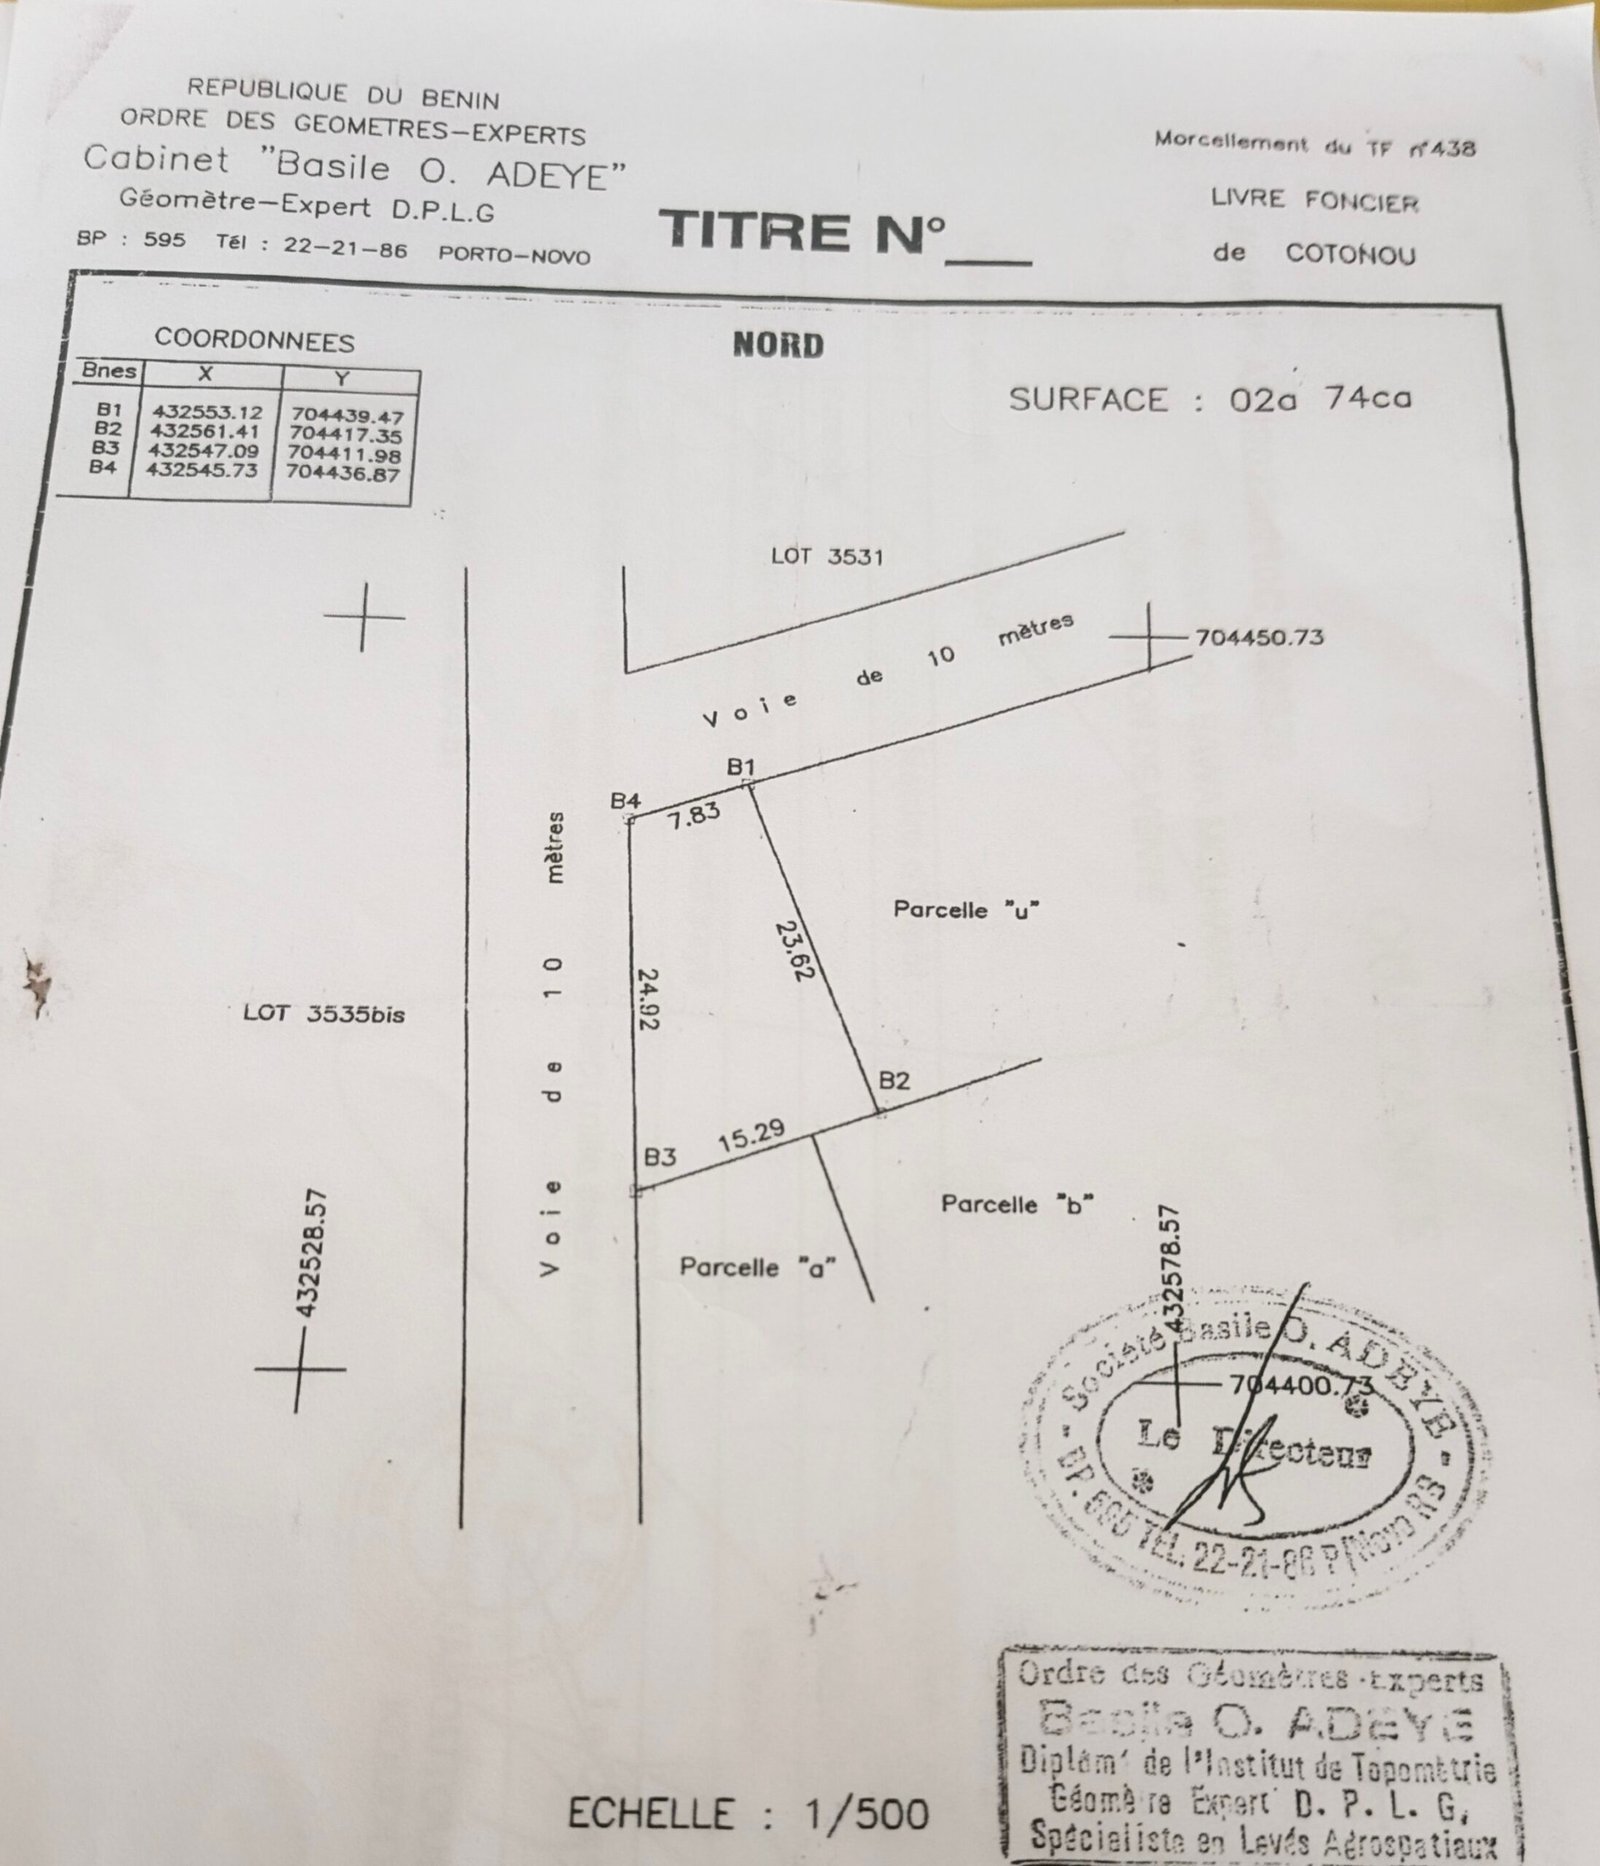 REPUBLIQUE DU BENIN
ORDRE DES GEOMETRES-EXPERTS
Cabinet "Basile O. ADEYE"
Géomètre-Expert D.P.L.G
BP : 595 Tél : 22-21-86 PORTO-NOVO
TITRE N°___
Morcellement du TF n°438
LIVRE FONCIER
de COTONOU
COORDONNEES
Bnes X Y
B1 432553.12 704439.47
B2 432561.41 704417.35
B3 432547.09 704411.98
B4 432545.73 704436.87
NORD
SURFACE : 02a 74ca
LOT 3531
Voie de 10 mètres
704450.73
B1
B4
7.83
Voie de 10 mètres
23.62
24.92
Parcelle "u"
LOT 3535bis
B2
15.29
B3
Parcelle "b"
Parcelle "a"
432528.57
432578.57
704400.73
- Société Basile O. ADEYE -
Le Directeur
BP. 595 TEL. 22-21-86 P/Novo RB
ECHELLE : 1/500
Ordre des Géomètres-Experts
Basile O. ADEYE
Diplômé de l'Institut de Topométrie
Géomètre Expert D. P. L. G,
Spécialiste en Levés Aérospatiaux